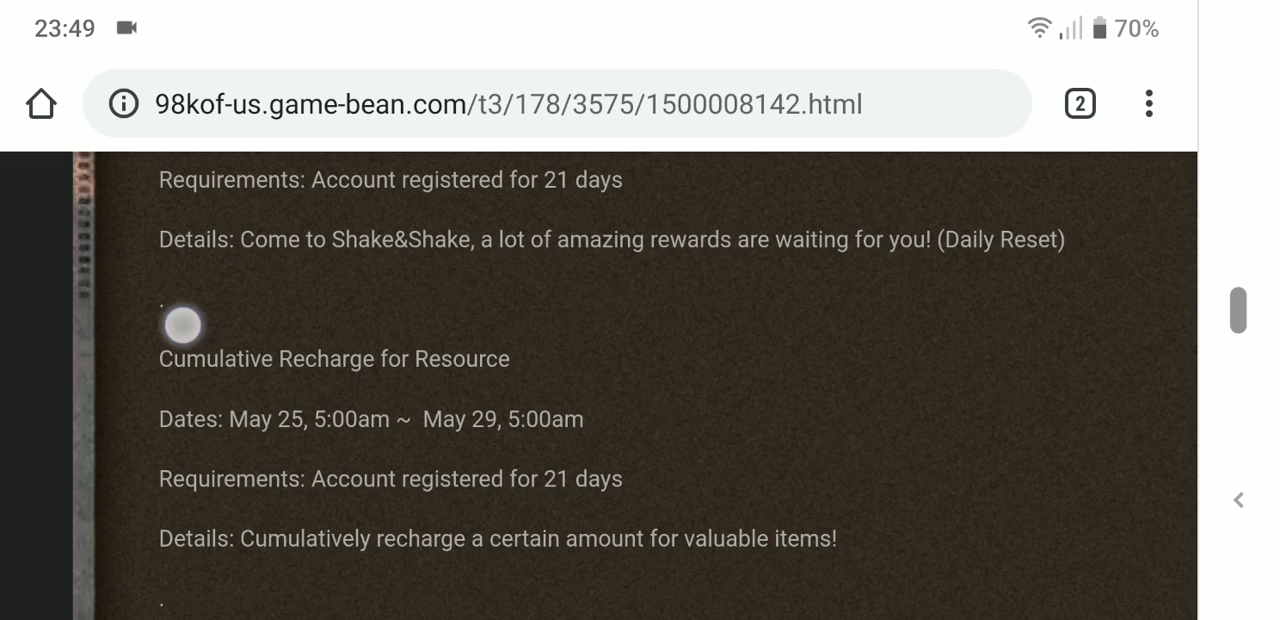 23:49
70%
98kof-us.game-bean.com/t3/178/3575/1500008142.html
2
Requirements: Account registered for 21 days
Details: Come to Shake&Shake, a lot of amazing rewards are waiting for you! (Daily Reset)
.
Cumulative Recharge for Resource
Dates: May 25, 5:00am ~  May 29, 5:00am
Requirements: Account registered for 21 days
Details: Cumulatively recharge a certain amount for valuable items!
.